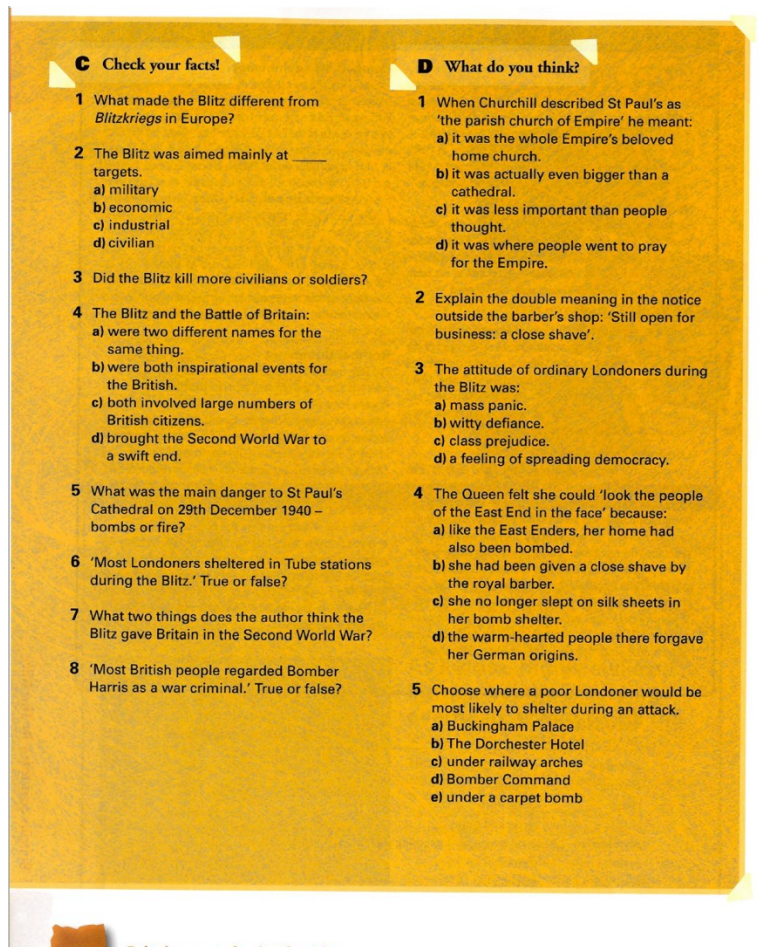 C Check your facts!
1 What made the Blitz different from
Blitzkriegs in Europe?
2 The Blitz was aimed mainly at _____
targets.
a) military
b) economic
c) industrial
d) civilian
3 Did the Blitz kill more civilians or soldiers?
4 The Blitz and the Battle of Britain:
a) were two different names for the
same thing.
b) were both inspirational events for
the British.
c) both involved large numbers of
British citizens.
d) brought the Second World War to
a swift end.
5 What was the main danger to St Paul's
Cathedral on 29th December 1940 –
bombs or fire?
6 'Most Londoners sheltered in Tube stations
during the Blitz.' True or false?
7 What two things does the author think the
Blitz gave Britain in the Second World War?
8 'Most British people regarded Bomber
Harris as a war criminal.' True or false?
D What do you think?
1 When Churchill described St Paul's as
'the parish church of Empire' he meant:
a) it was the whole Empire's beloved
home church.
b) it was actually even bigger than a
cathedral.
c) it was less important than people
thought.
d) it was where people went to pray
for the Empire.
2 Explain the double meaning in the notice
outside the barber's shop: 'Still open for
business: a close shave'.
3 The attitude of ordinary Londoners during
the Blitz was:
a) mass panic.
b) witty defiance.
c) class prejudice.
d) a feeling of spreading democracy.
4 The Queen felt she could 'look the people
of the East End in the face' because:
a) like the East Enders, her home had
also been bombed.
b) she had been given a close shave by
the royal barber.
c) she no longer slept on silk sheets in
her bomb shelter.
d) the warm-hearted people there forgave
her German origins.
5 Choose where a poor Londoner would be
most likely to shelter during an attack.
a) Buckingham Palace
b) The Dorchester Hotel
c) under railway arches
d) Bomber Command
e) under a carpet bomb